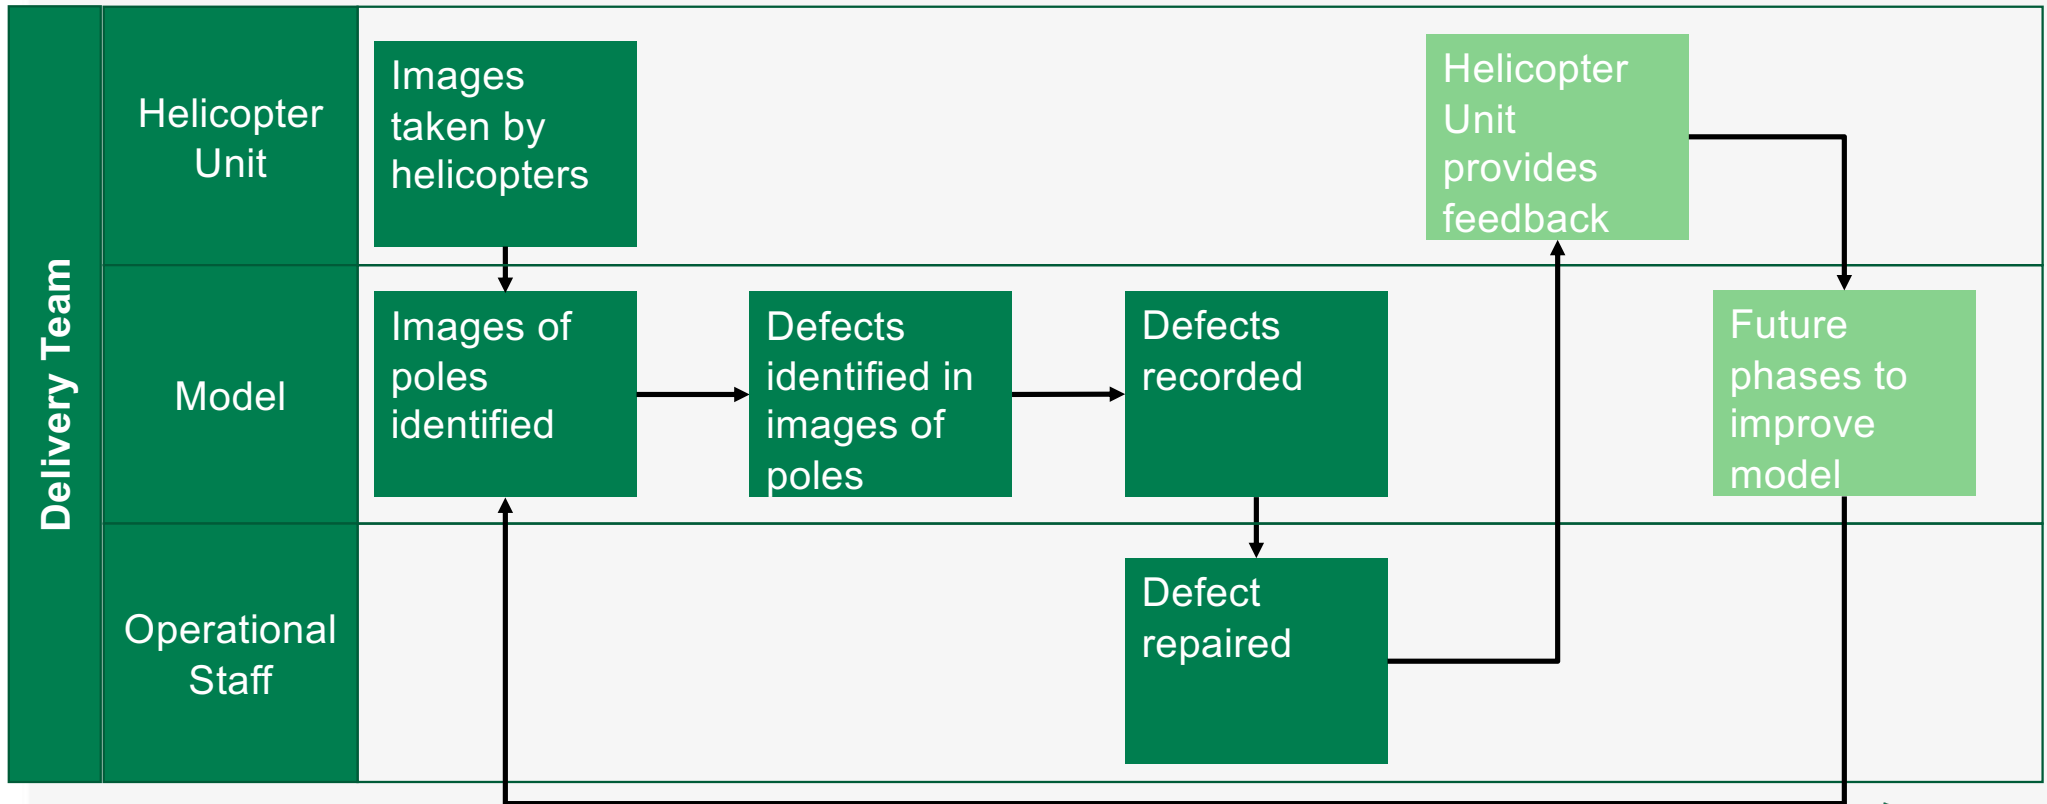 Delivery Team
Helicopter
Unit
Images
taken by
helicopters
Helicopter
Unit
provides
feedback
Model
Images of
poles
identified
Defects
identified in
images of
poles
Defects
recorded
Future
phases to
improve
model
Operational
Staff
Defect
repaired